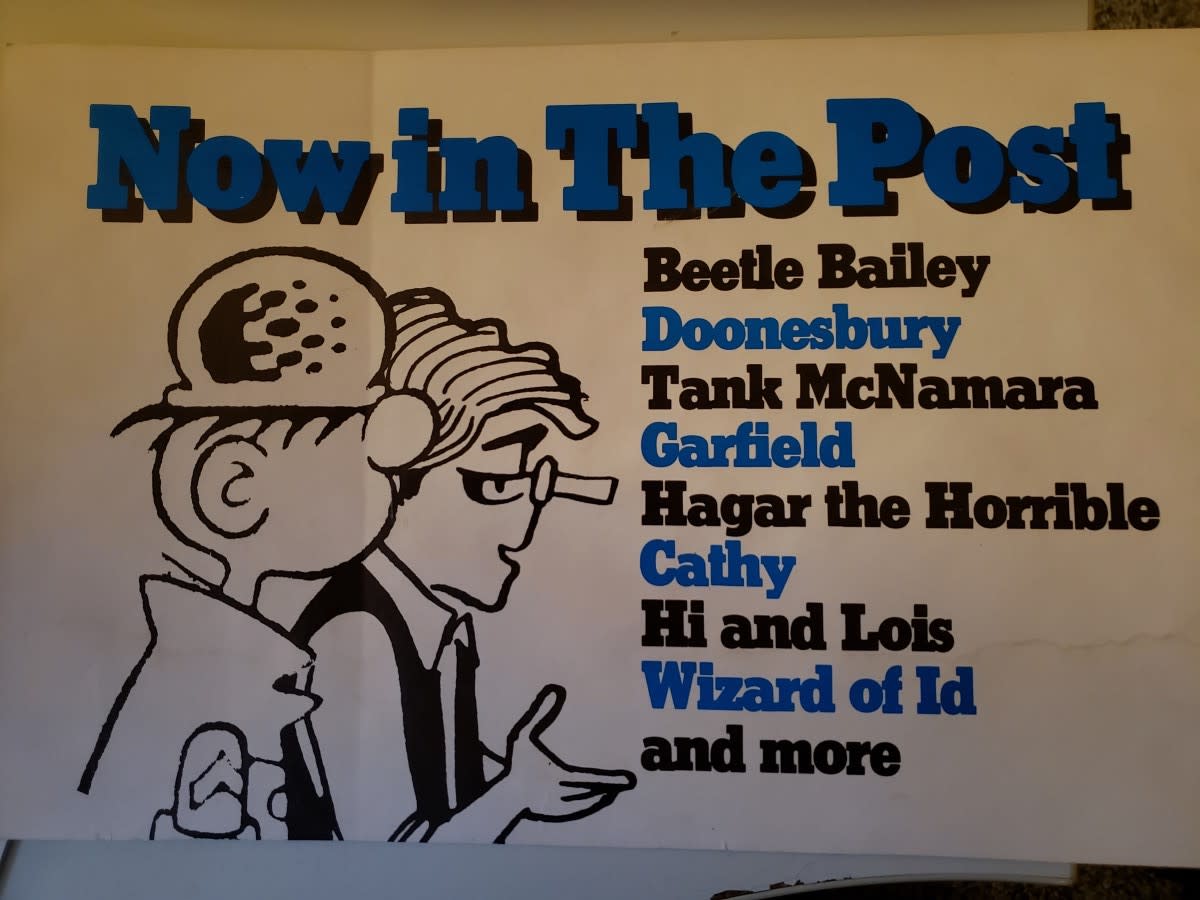 Now in The Post
Beetle Bailey
Doonesbury
Tank McNamara
Garfield
Hagar the Horrible
Cathy
Hi and Lois
Wizard of Id
and more